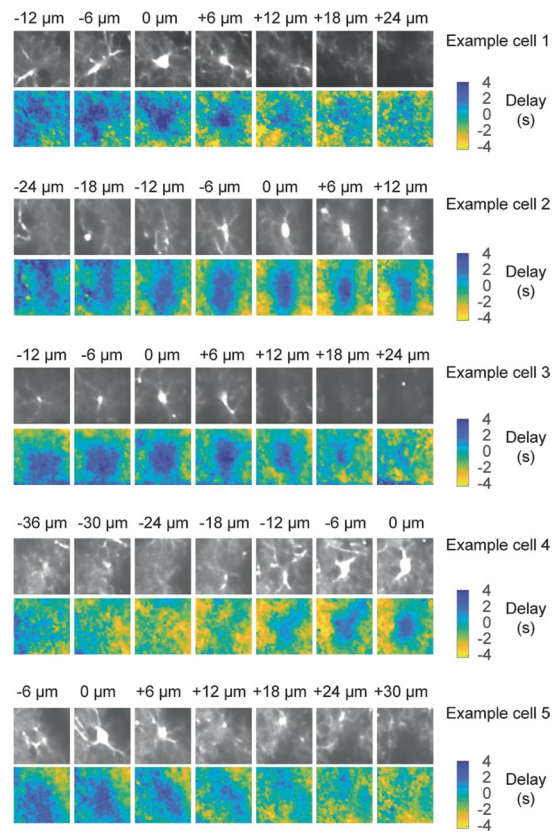 -12 µm -6 µm 0 µm +6 µm +12 µm +18 µm +24 µm
Example cell 1
4
2
0
-2
-4
Delay
(s)
-24 µm -18 µm -12 µm -6 µm 0 µm +6 µm +12 µm
Example cell 2
4
2
0
-2
-4
Delay
(s)
-12 µm -6 µm 0 µm +6 µm +12 µm +18 µm +24 µm
Example cell 3
4
2
0
-2
-4
Delay
(s)
-36 µm -30 µm -24 µm -18 µm -12 µm -6 µm 0 µm
Example cell 4
4
2
0
-2
-4
Delay
(s)
-6 µm 0 µm +6 µm +12 µm +18 µm +24 µm +30 µm
Example cell 5
4
2
0
-2
-4
Delay
(s)